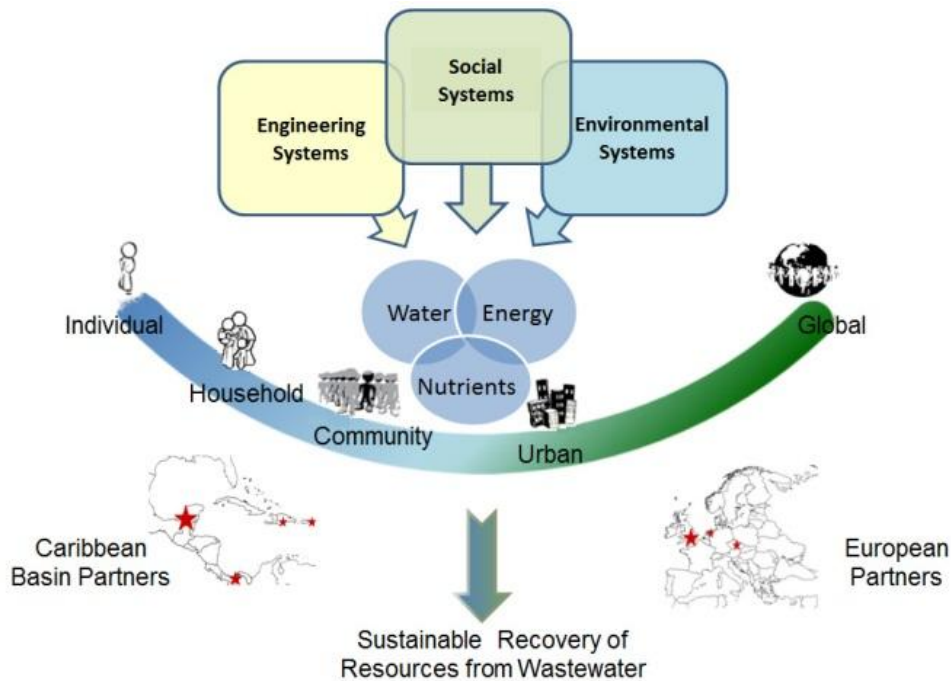 Social
Systems
Engineering
Systems
Environmental
Systems
Water
Energy
Nutrients
Individual
Household
Community
Urban
Global
Caribbean
Basin Partners
European
Partners
Sustainable Recovery of
Resources from Wastewater